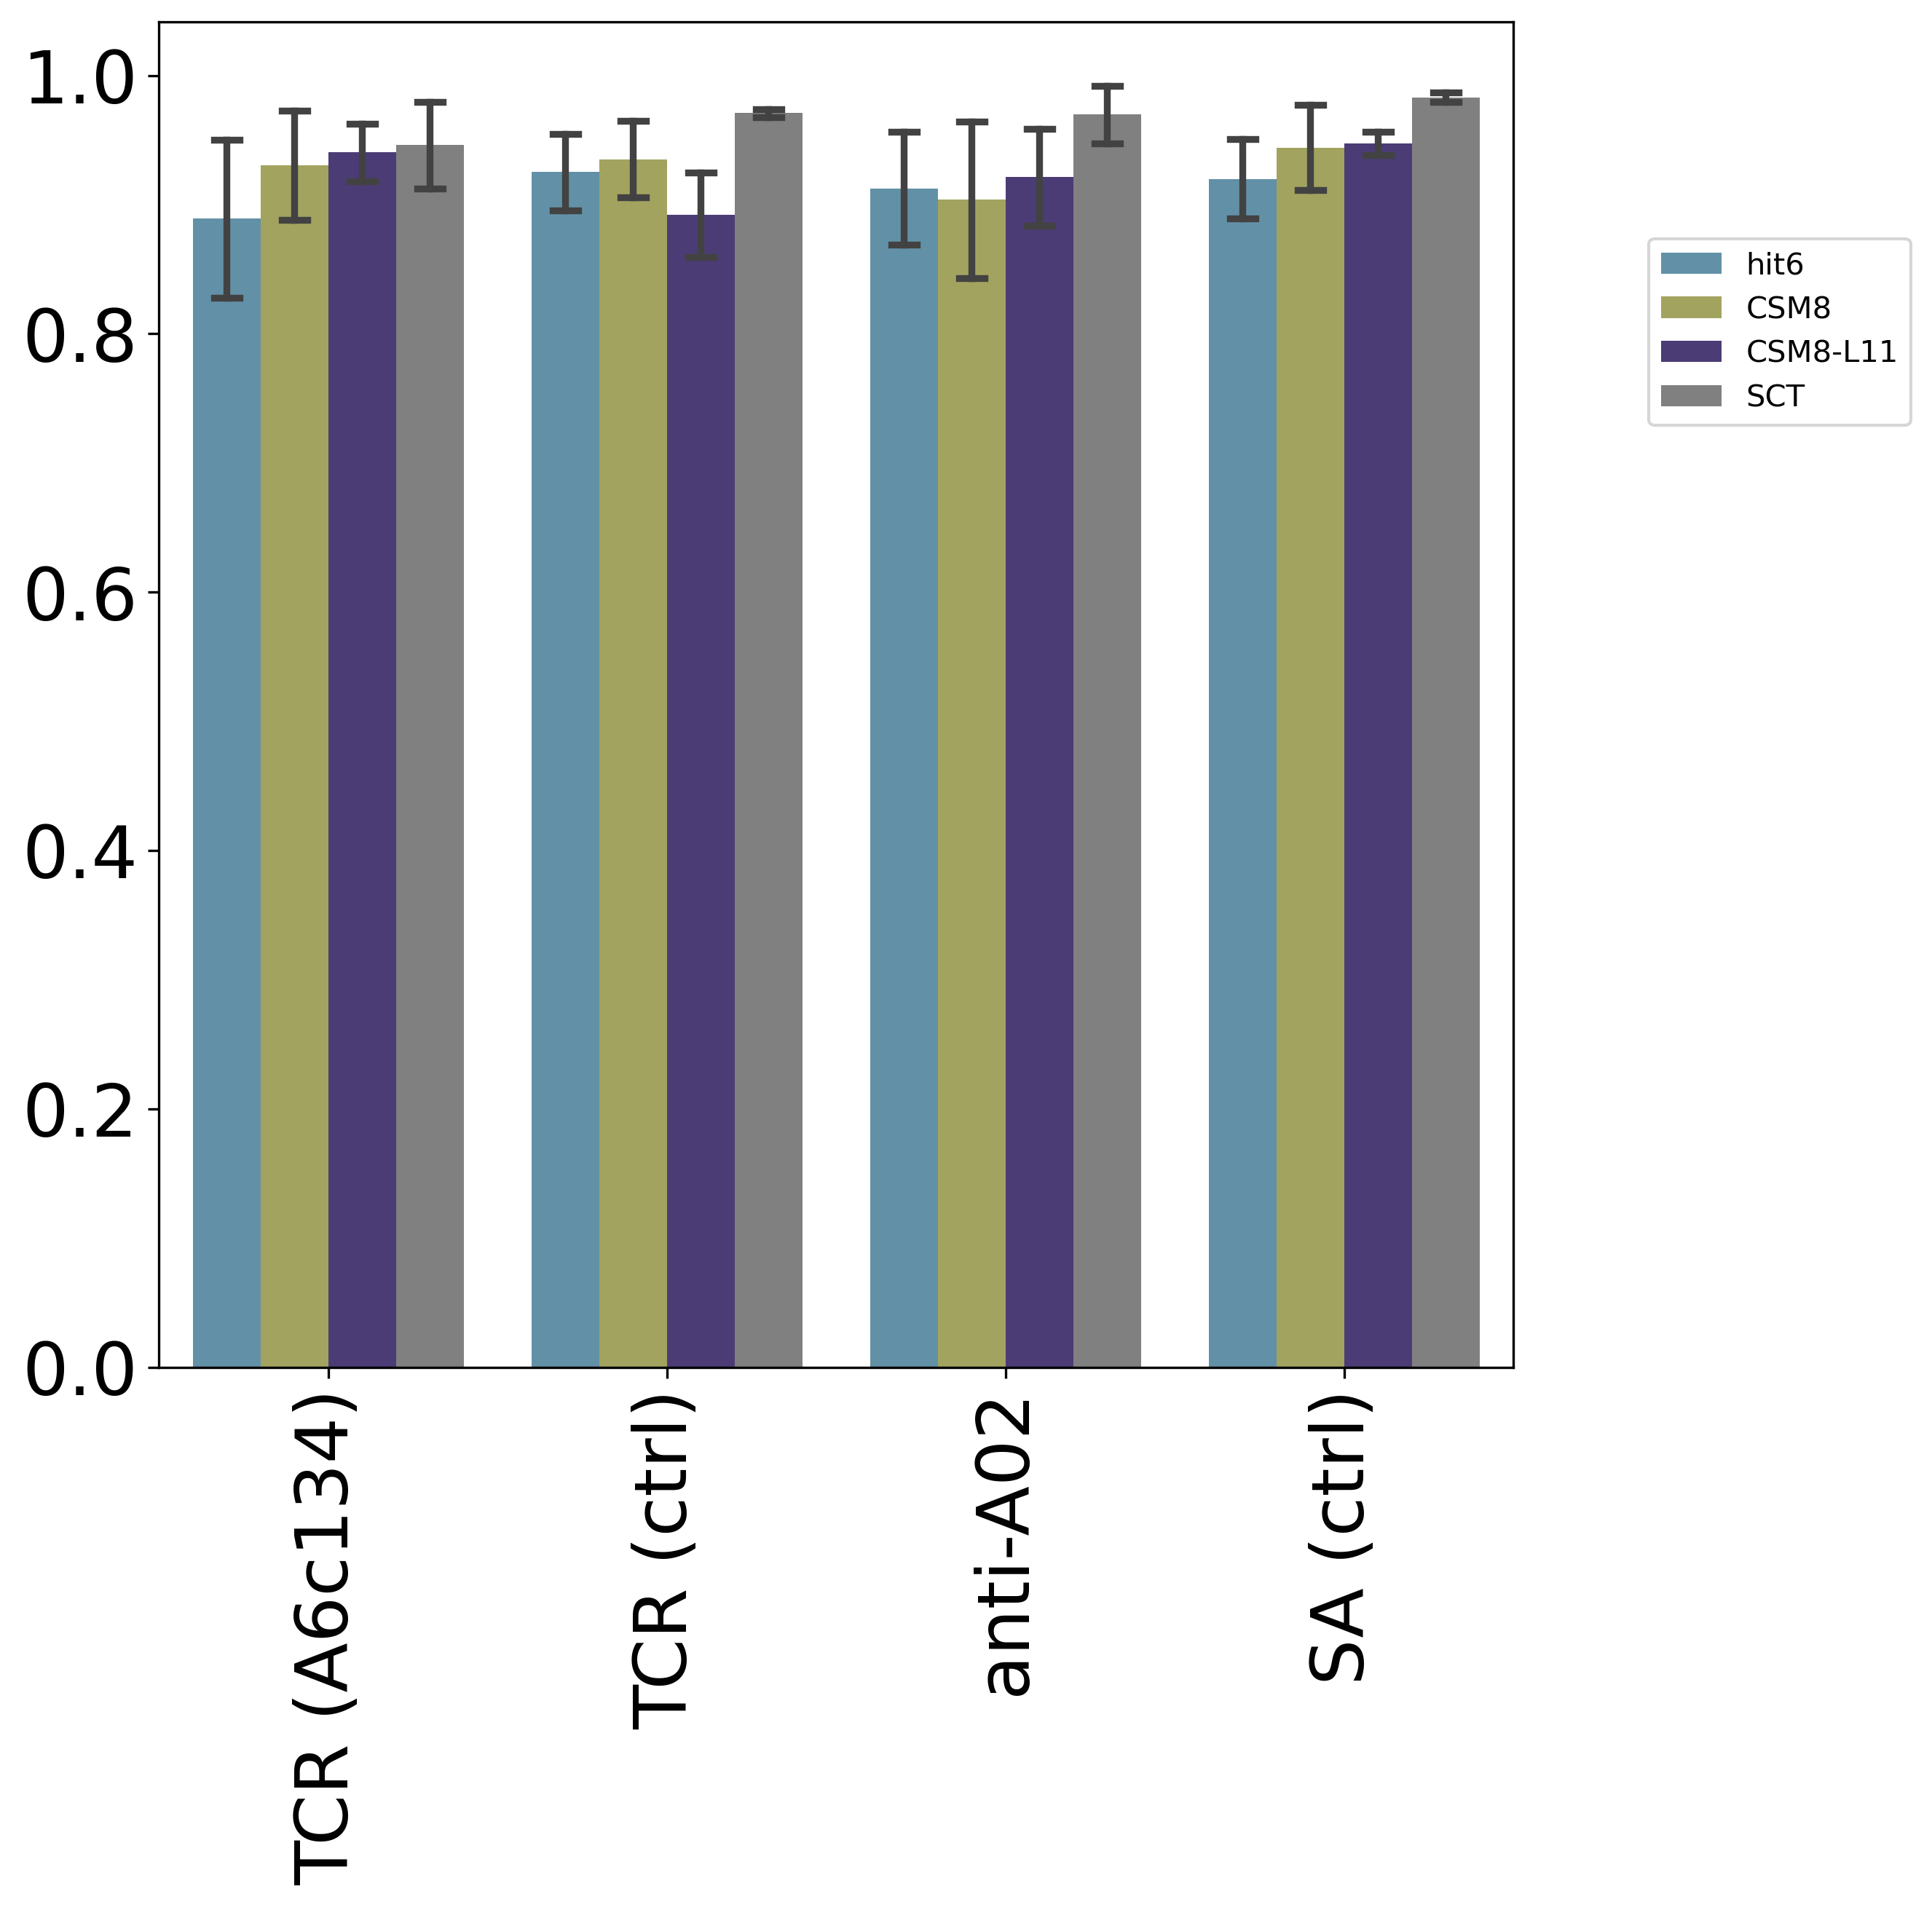 1.0
0.8
0.6
0.4
0.2
0.0
TCR (A6c134)
TCR (ctrl)
anti-A02
SA (ctrl)
hit6
CSM8
CSM8-L11
SCT